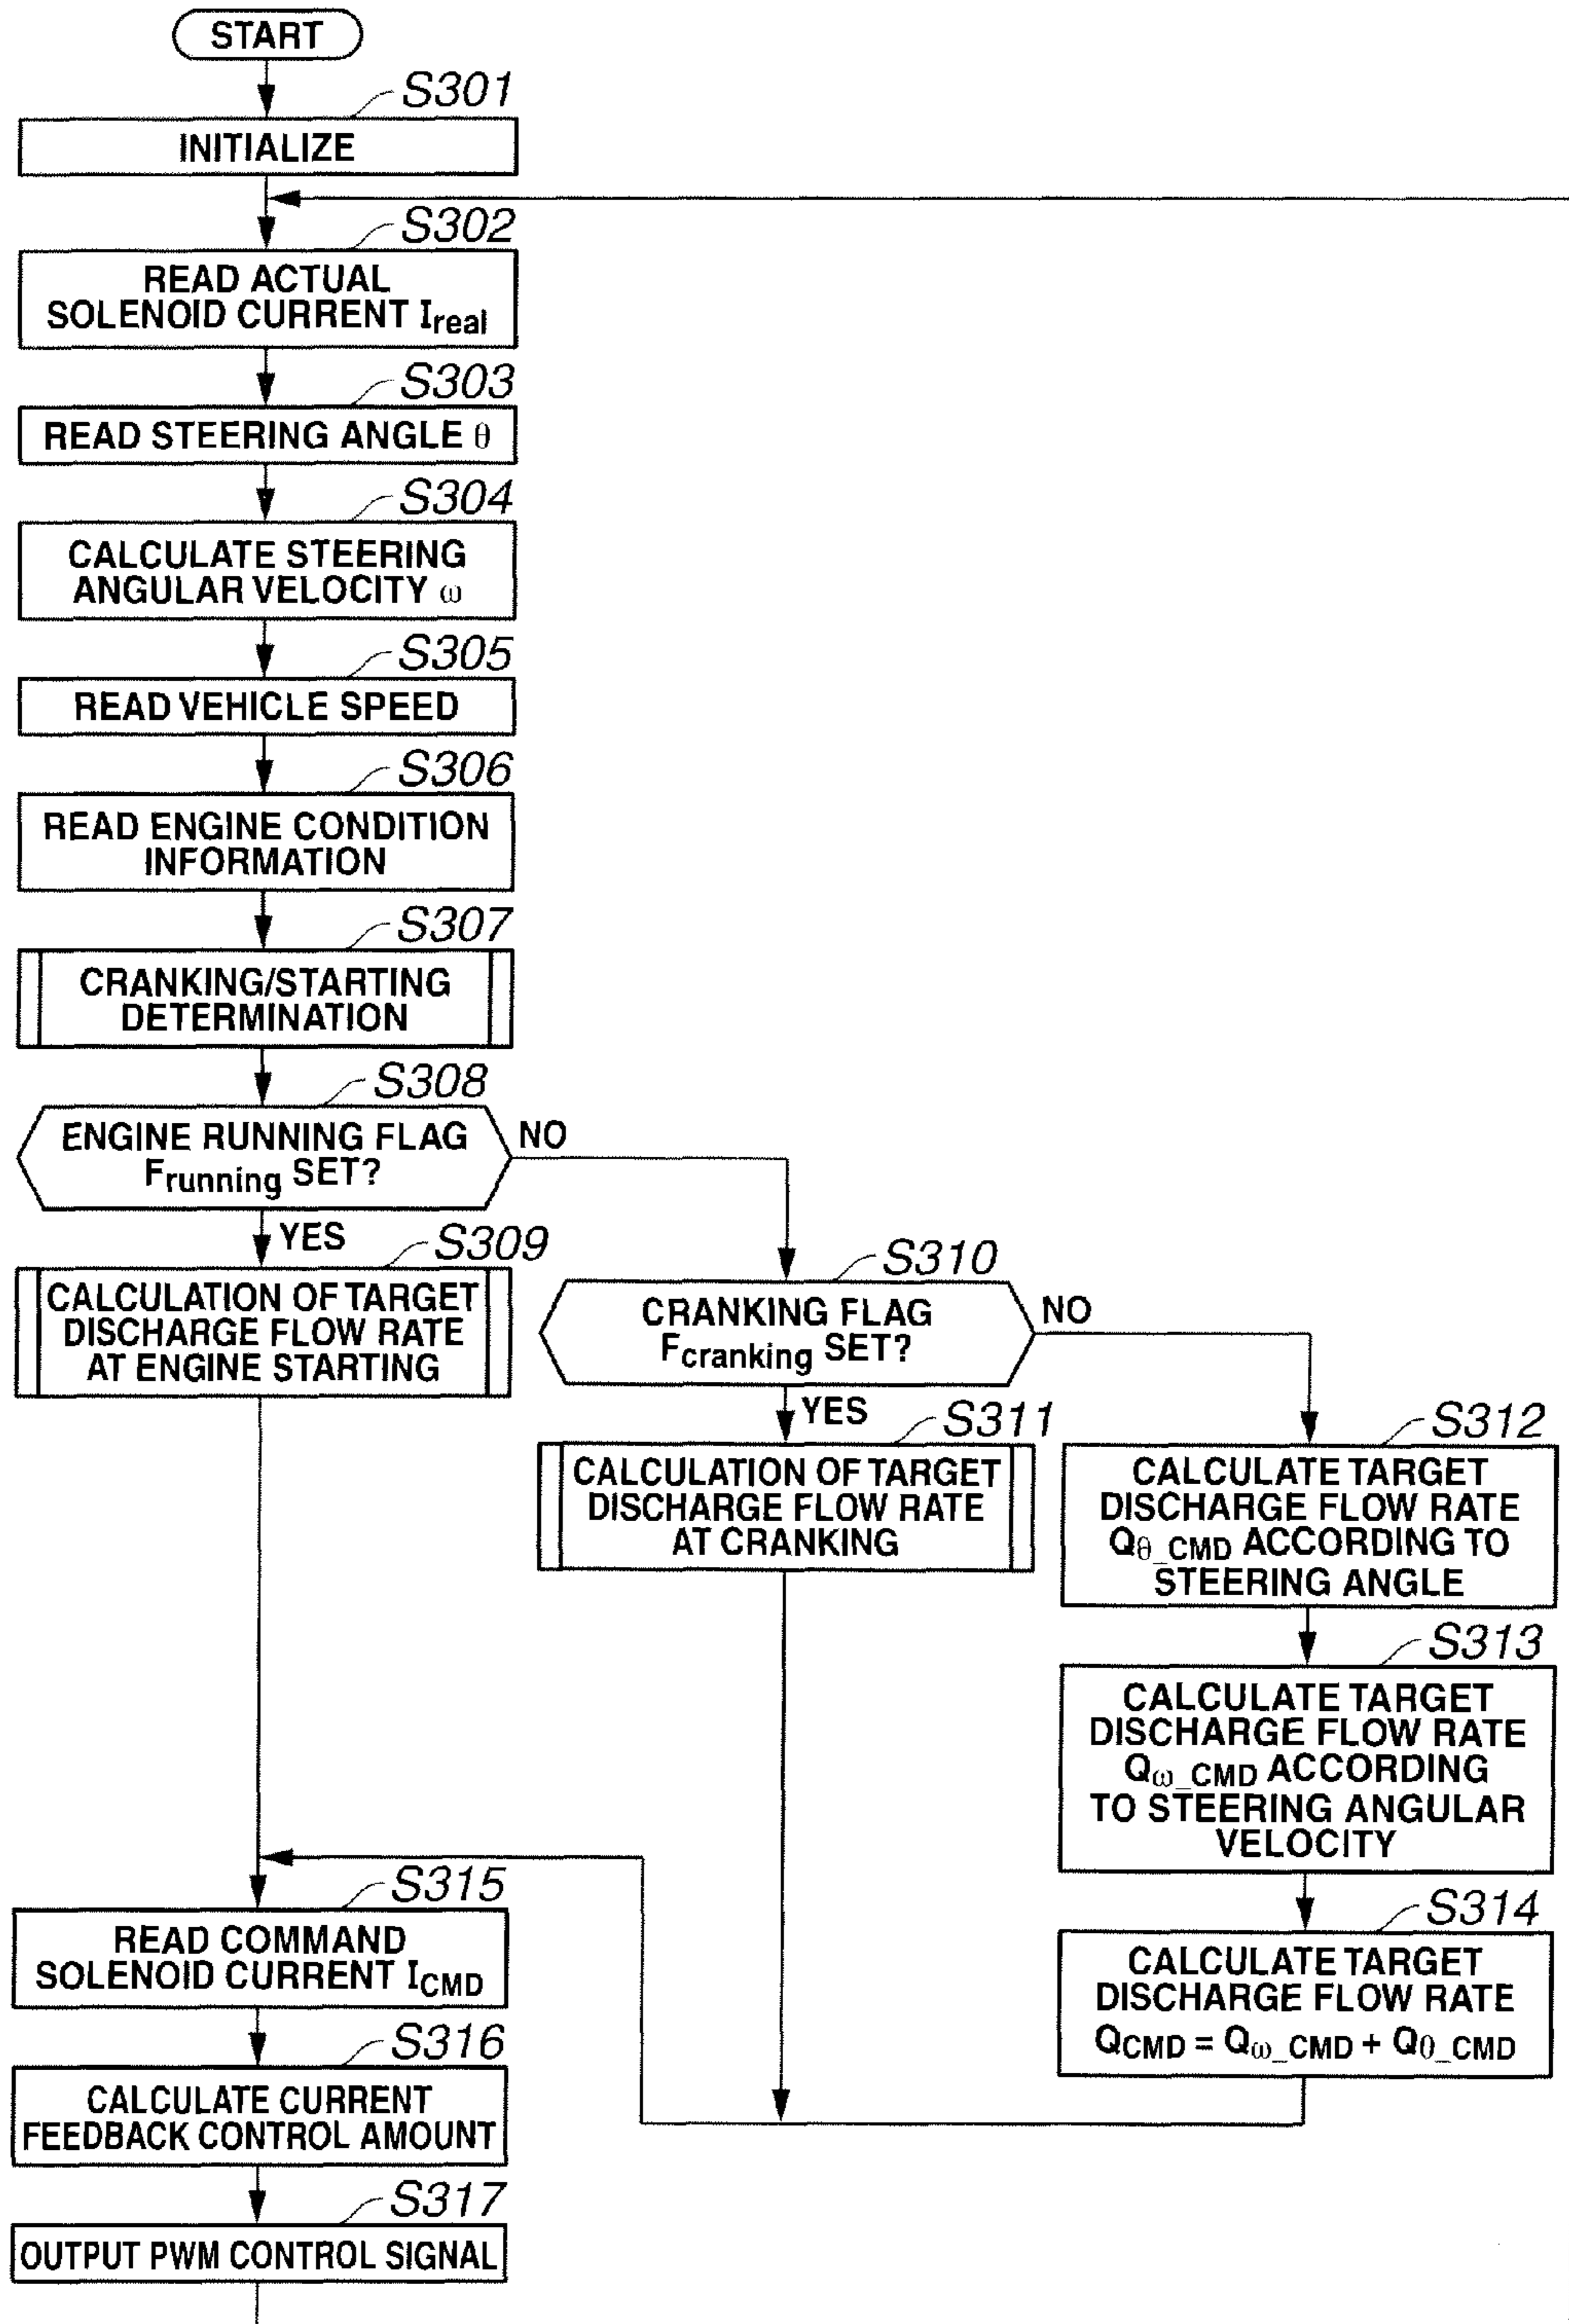 START
S301
INITIALIZE
S302
READ ACTUAL
SOLENOID CURRENT Ireal
S303
READ STEERING ANGLE θ
S304
CALCULATE STEERING
ANGULAR VELOCITY ω
S305
READ VEHICLE SPEED
S306
READ ENGINE CONDITION
INFORMATION
S307
CRANKING/STARTING
DETERMINATION
S308
ENGINE RUNNING FLAG
Frunning SET?
NO
YES
S309
CALCULATION OF TARGET
DISCHARGE FLOW RATE
AT ENGINE STARTING
S310
CRANKING FLAG
Fcranking SET?
NO
YES
S311
CALCULATION OF TARGET
DISCHARGE FLOW RATE
AT CRANKING
S312
CALCULATE TARGET
DISCHARGE FLOW RATE
Qθ_CMD ACCORDING TO
STEERING ANGLE
S313
CALCULATE TARGET
DISCHARGE FLOW RATE
Qω_CMD ACCORDING
TO STEERING ANGULAR
VELOCITY
S314
CALCULATE TARGET
DISCHARGE FLOW RATE
QCMD = Qω_CMD + Qθ_CMD
S315
READ COMMAND
SOLENOID CURRENT ICMD
S316
CALCULATE CURRENT
FEEDBACK CONTROL AMOUNT
S317
OUTPUT PWM CONTROL SIGNAL